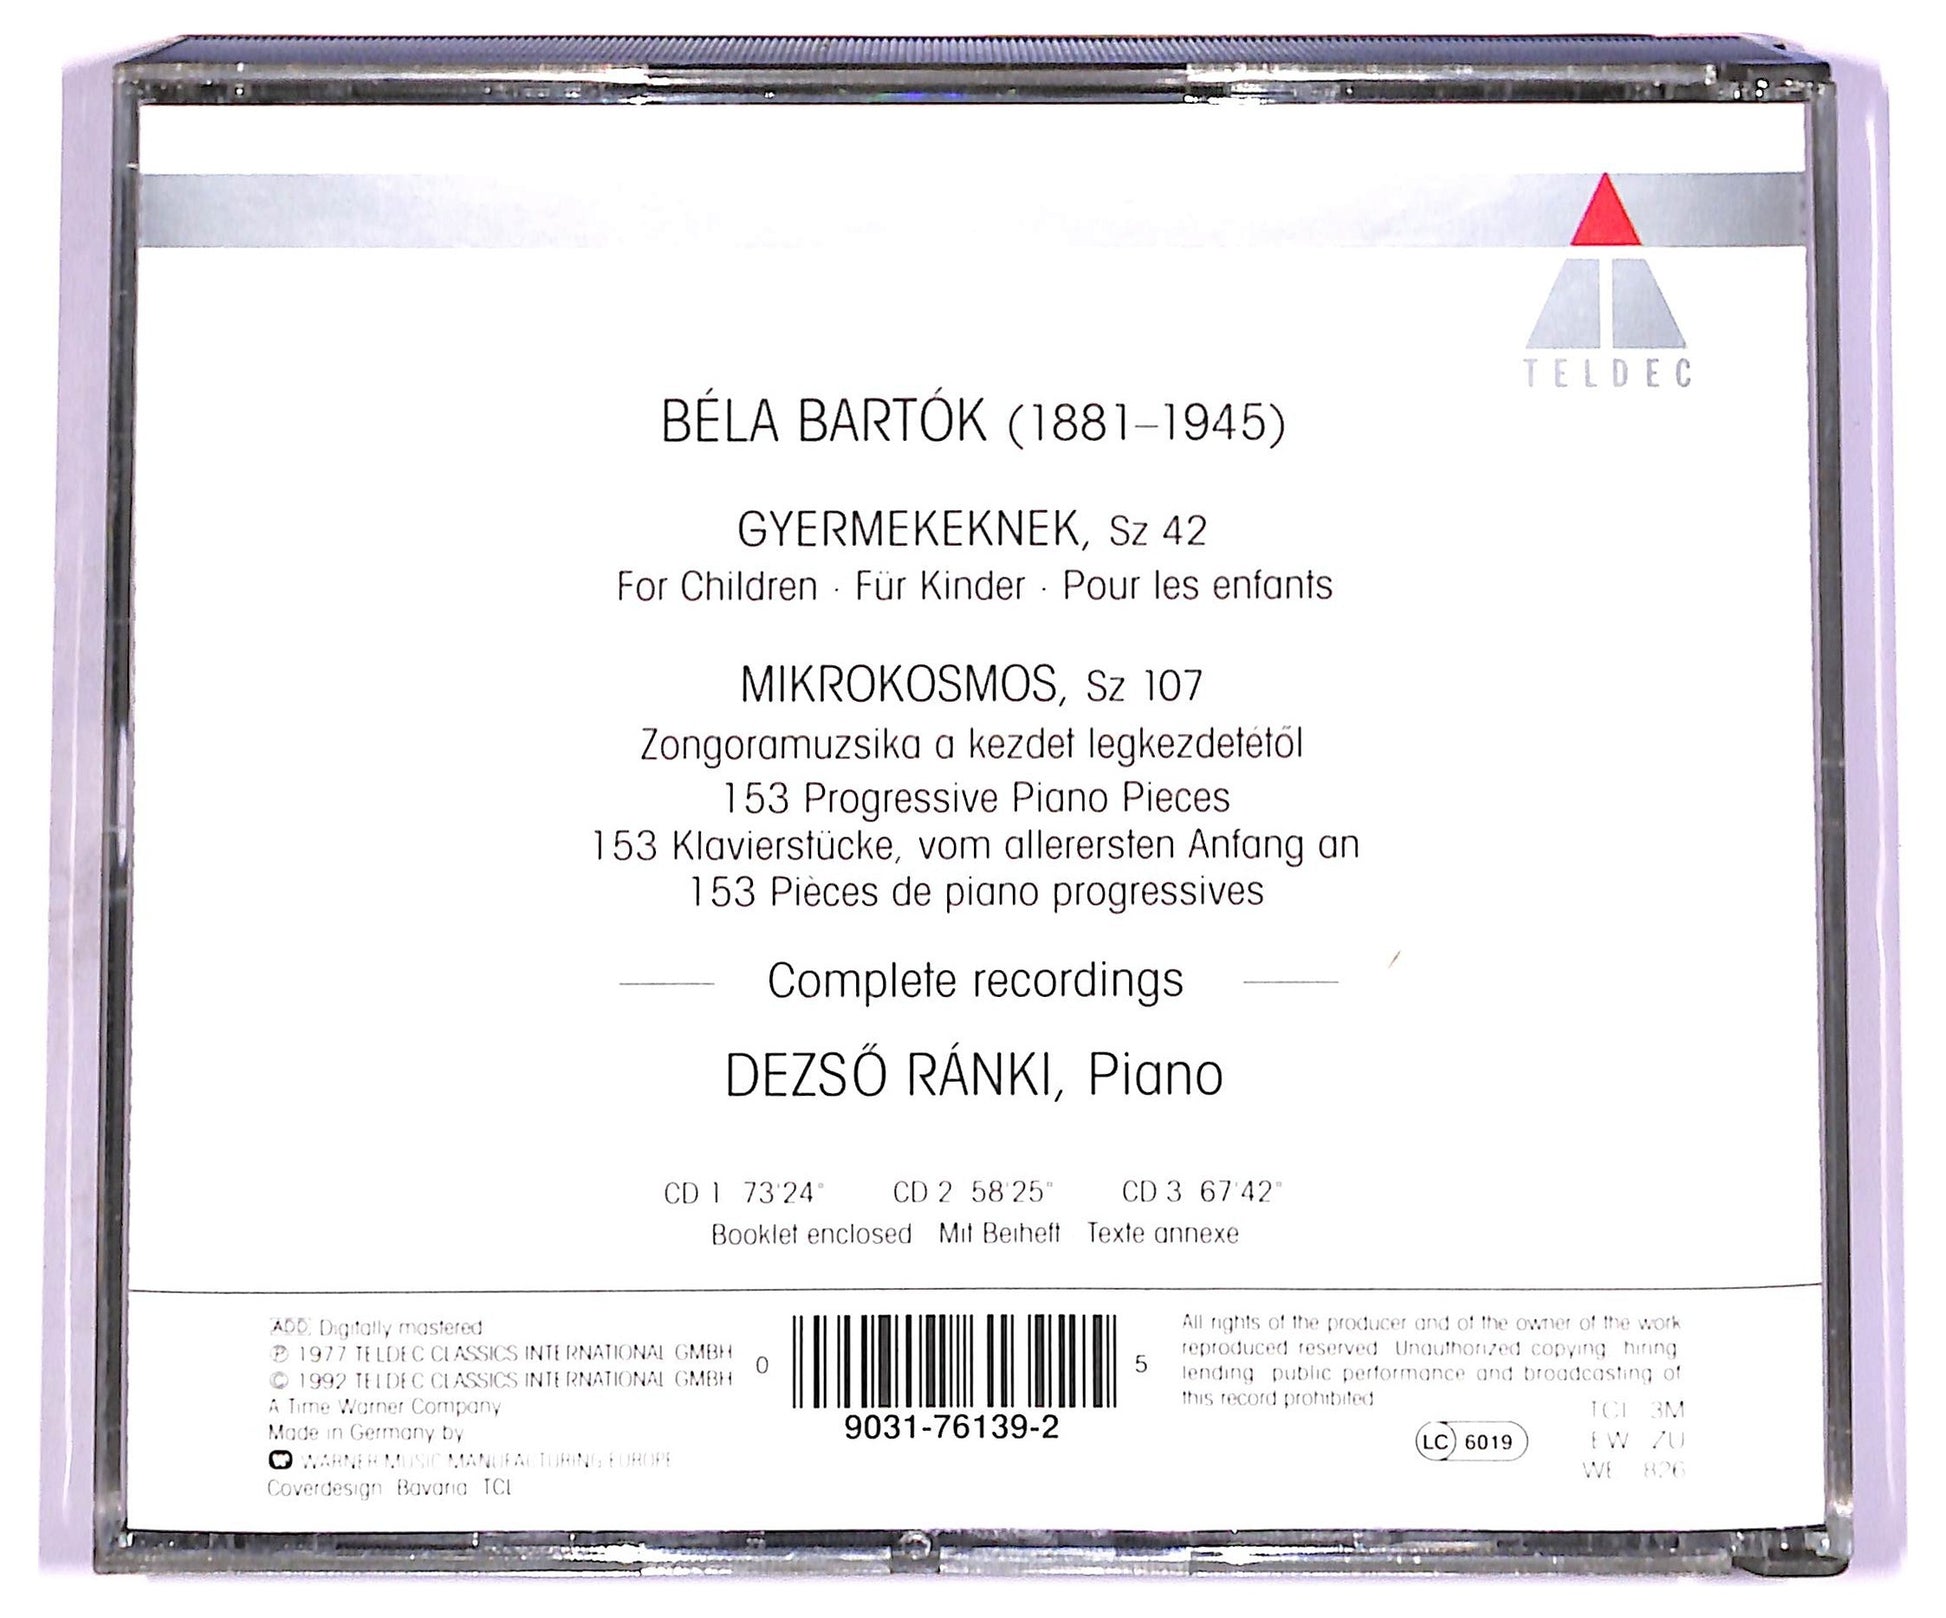 TELDEC
BÉLA BARTÓK (1881–1945)
GYERMEKEKNEK, Sz 42
For Children · Für Kinder · Pour les enfants
MIKROKOSMOS, Sz 107
Zongoramuzsika a kezdet legkezdetétől
153 Progressive Piano Pieces
153 Klavierstücke, vom allerersten Anfang an
153 Pièces de piano progressives
Complete recordings
DEZSŐ RÁNKI, Piano
CD 1 73'24" CD 2 58'25" CD 3 67'42"
Booklet enclosed Mit Beiheft Texte annexe
ADD Digitally mastered
℗ 1977 TELDEC CLASSICS INTERNATIONAL GMBH
© 1992 TELDEC CLASSICS INTERNATIONAL GMBH
A Time Warner Company
Made in Germany by
WARNER MUSIC MANUFACTURING EUROPE
Coverdesign Bavaria TCL
0 5
9031-76139-2
All rights of the producer and of the owner of the work
reproduced reserved Unauthorized copying hiring
lending public performance and broadcasting of
this record prohibited
LC 6019
TCI 3M
EW ZU
WE 826